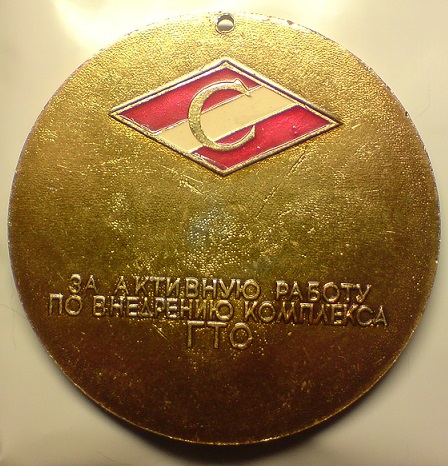 С
ЗА АКТИВНУЮ РАБОТУ
ПО ВНЕДРЕНИЮ КОМПЛЕКСА
ГТО